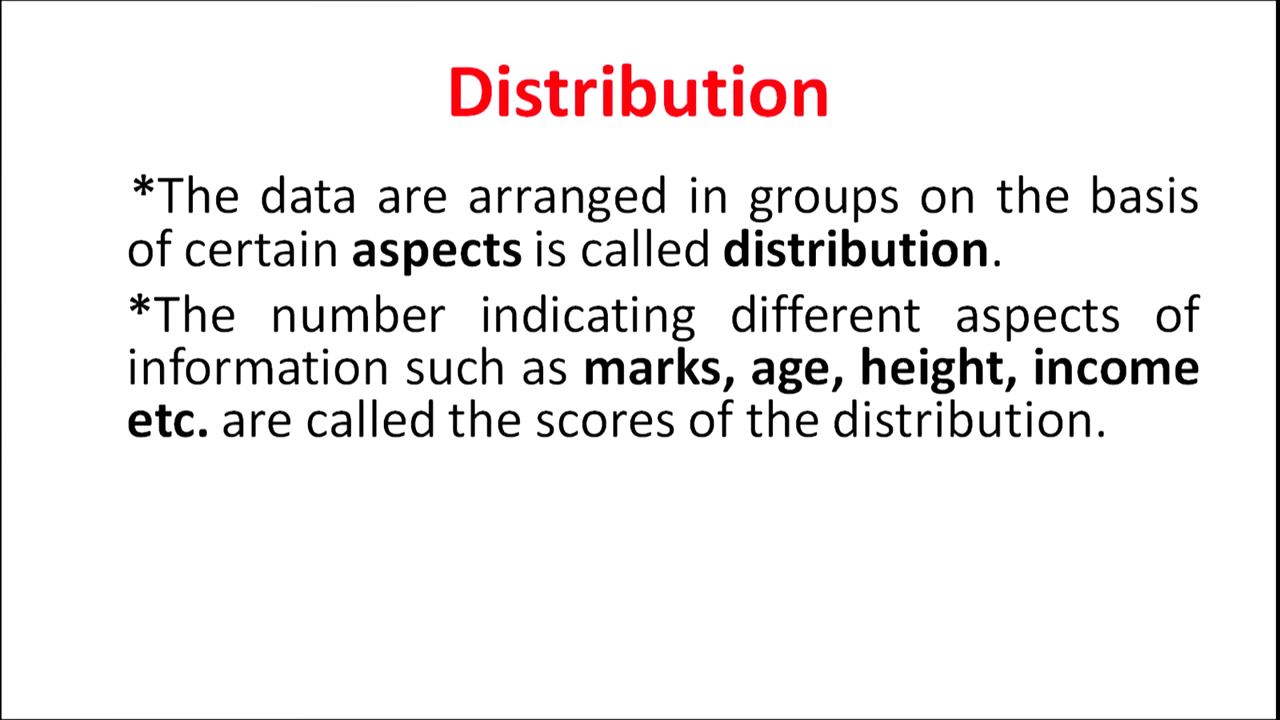 Distribution
*The data are arranged in groups on the basis
of certain aspects is called distribution.
*The number indicating different aspects of
information such as marks, age, height, income
etc. are called the scores of the distribution.